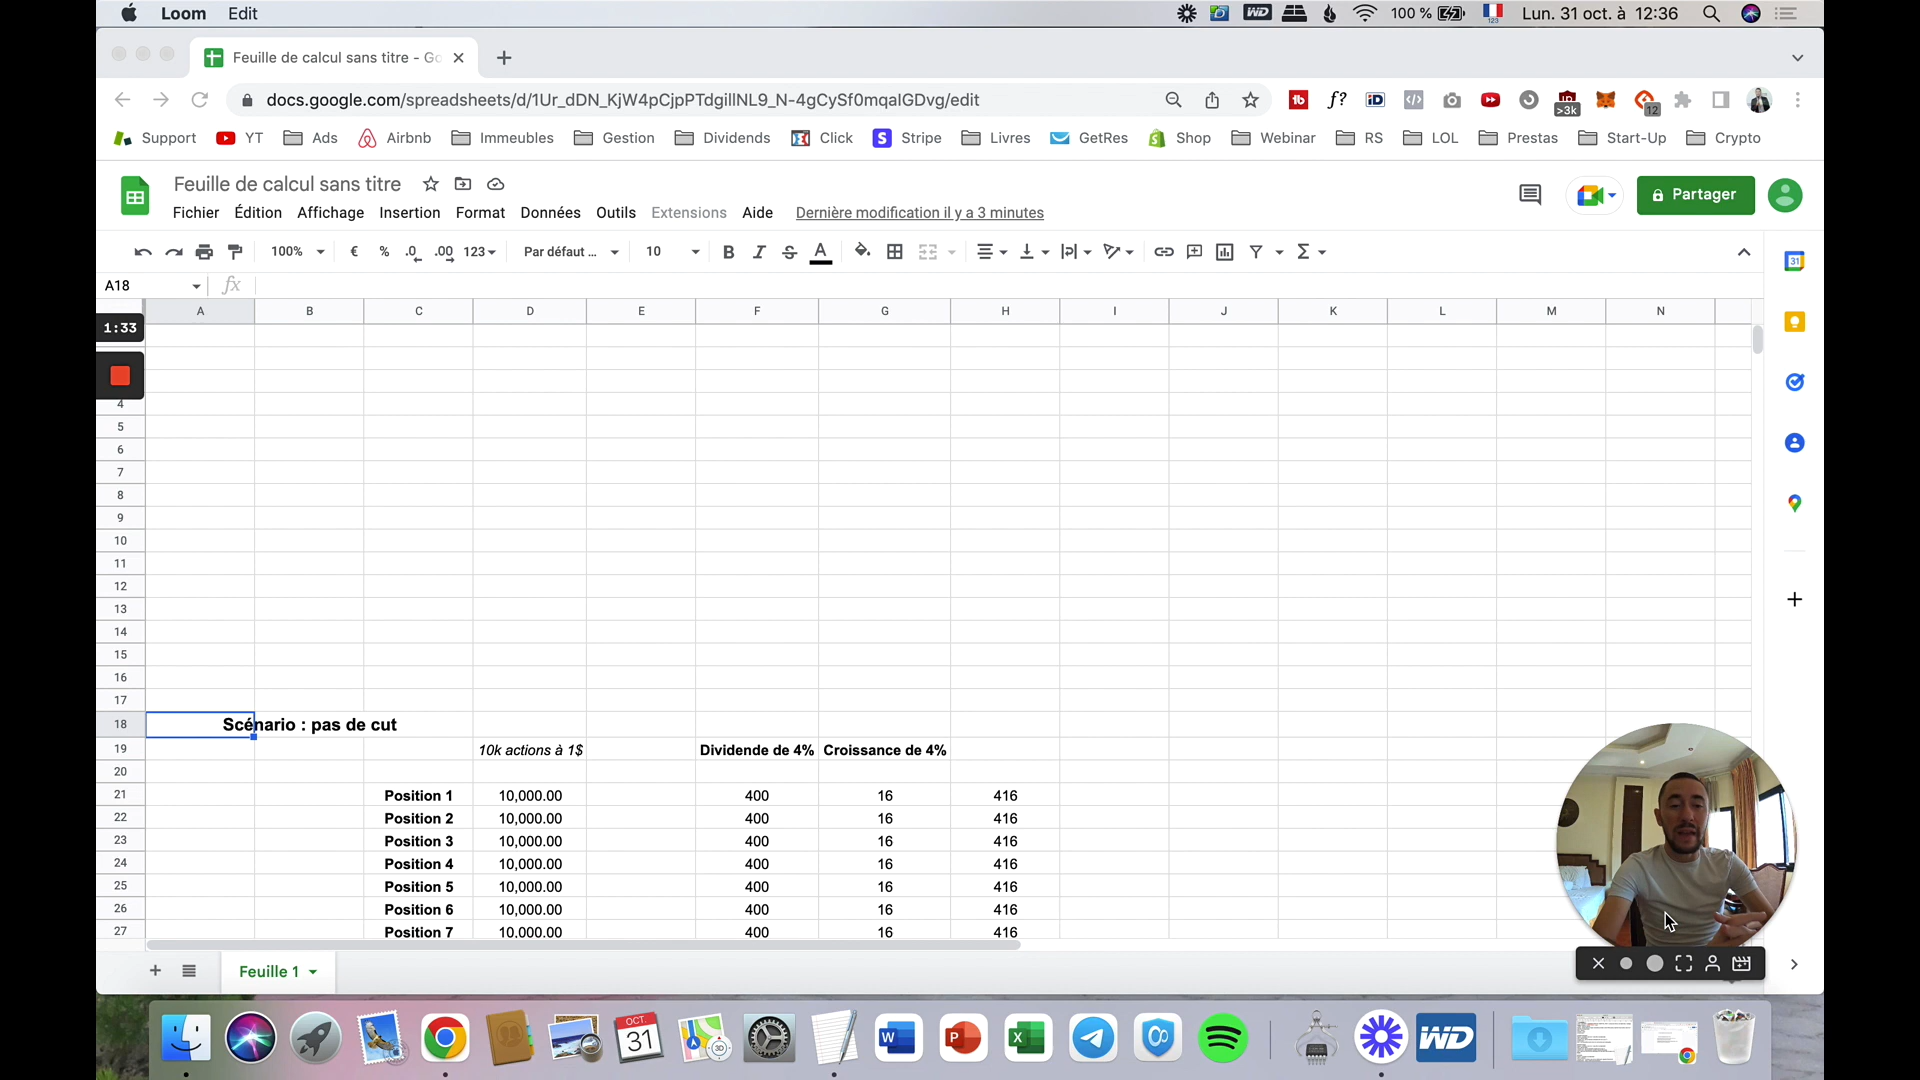 Loom Edit 100 % Lun. 31 oct. à 12:36
Feuille de calcul sans titre - Go
docs.google.com/spreadsheets/d/1Ur_dDN_KjW4pCjpPTdgillNL9_N-4gCySf0mqaIGDvg/edit
Support YT Ads Airbnb Immeubles Gestion Dividends Click Stripe Livres GetRes Shop Webinar RS LOL Prestas Start-Up Crypto
Feuille de calcul sans titre
Partager
Fichier Édition Affichage Insertion Format Données Outils Extensions Aide Dernière modification il y a 3 minutes
100% € % .0 .00 123 Par défaut ... 10 B I S A
A18 fx
A B C D E F G H I J K L M N
1:33
4
5
6
7
8
9
10
11
12
13
14
15
16
17
18 Scénario : pas de cut
19 10k actions à 1$ Dividende de 4% Croissance de 4%
20
21 Position 1 10,000.00 400 16 416
22 Position 2 10,000.00 400 16 416
23 Position 3 10,000.00 400 16 416
24 Position 4 10,000.00 400 16 416
25 Position 5 10,000.00 400 16 416
26 Position 6 10,000.00 400 16 416
27 Position 7 10,000.00 400 16 416
Feuille 1
OCT. 31 3D W P X WD